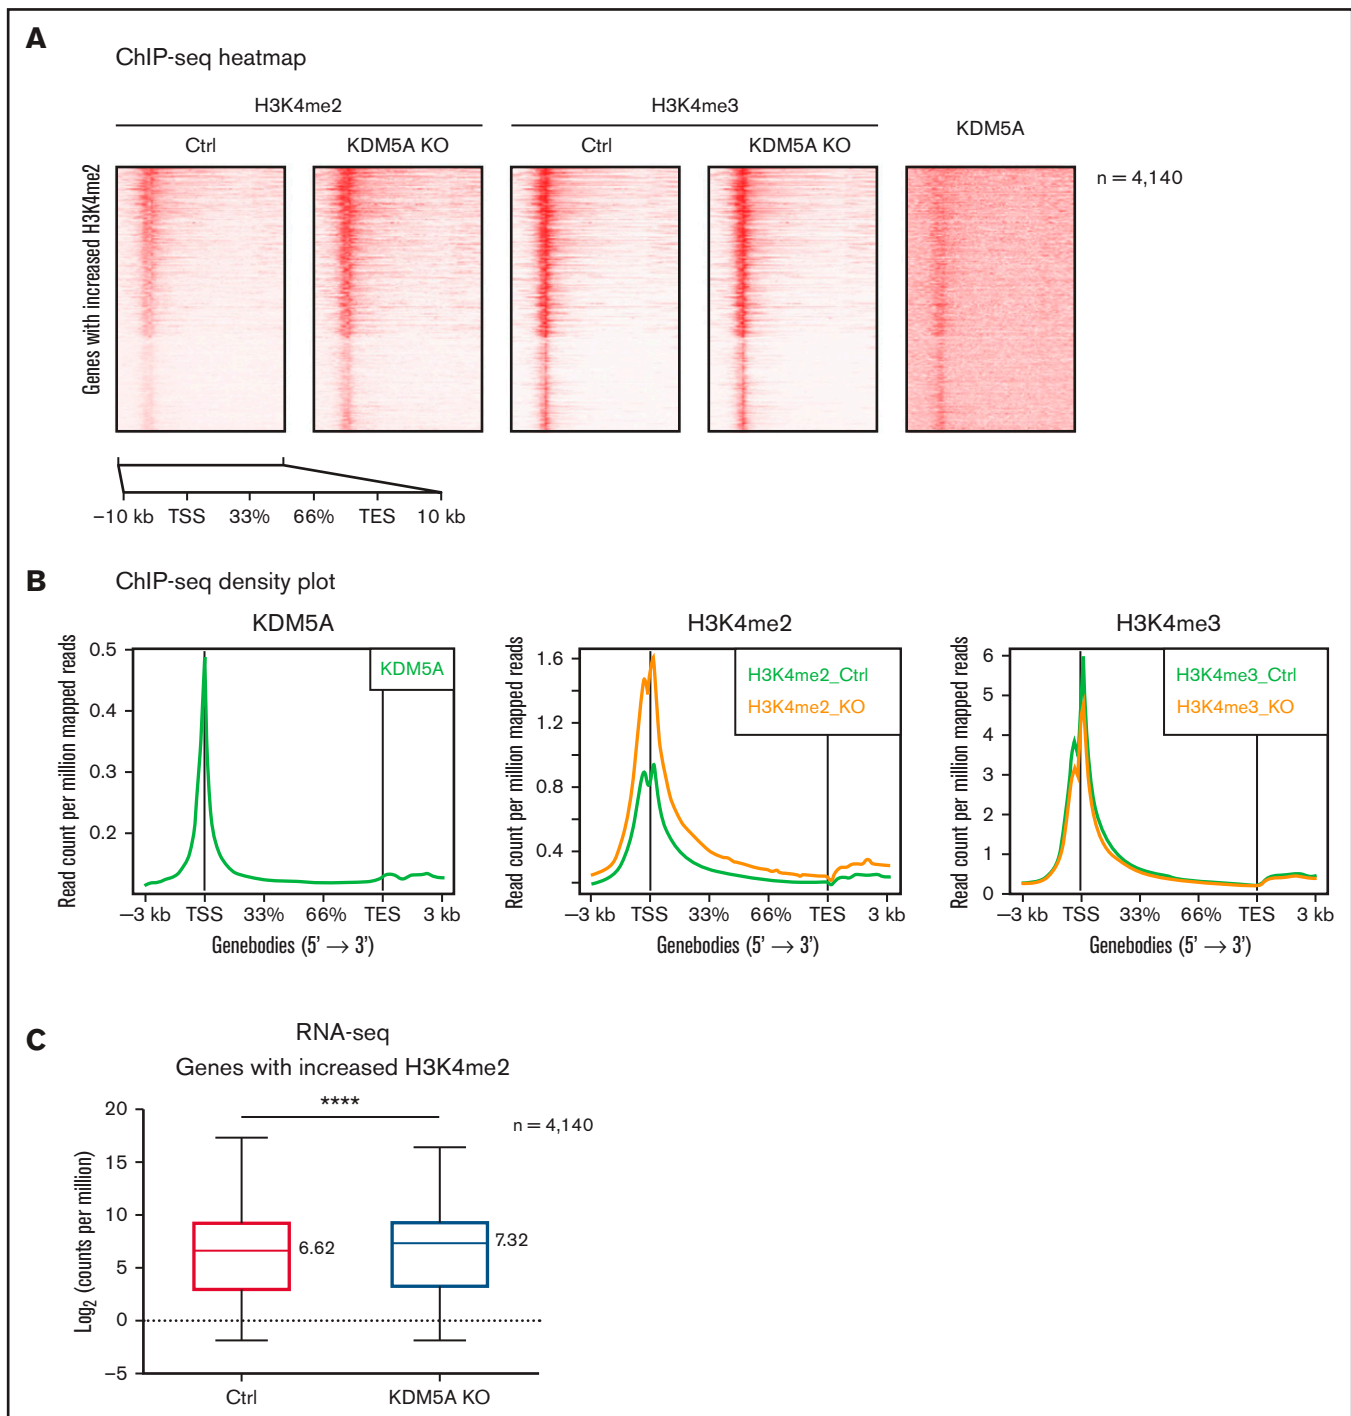 A
ChIP-seq heatmap
H3K4me2
H3K4me3
KDM5A
Ctrl
KDM5A KO
Ctrl
KDM5A KO
n = 4,140
Genes with increased H3K4me2
–10 kb TSS 33% 66% TES 10 kb
B
ChIP-seq density plot
KDM5A
Read count per million mapped reads
0.5
0.4
0.3
0.2
KDM5A
–3 kb TSS 33% 66% TES 3 kb
Genebodies (5' → 3')
H3K4me2
Read count per million mapped reads
1.6
1.2
0.8
0.4
H3K4me2_Ctrl
H3K4me2_KO
–3 kb TSS 33% 66% TES 3 kb
Genebodies (5' → 3')
H3K4me3
Read count per million mapped reads
6
5
4
3
2
1
0
H3K4me3_Ctrl
H3K4me3_KO
–3 kb TSS 33% 66% TES 3 kb
Genebodies (5' → 3')
C
RNA-seq
Genes with increased H3K4me2
****
n = 4,140
Log2 (counts per million)
20
15
10
5
0
–5
6.62
7.32
Ctrl
KDM5A KO